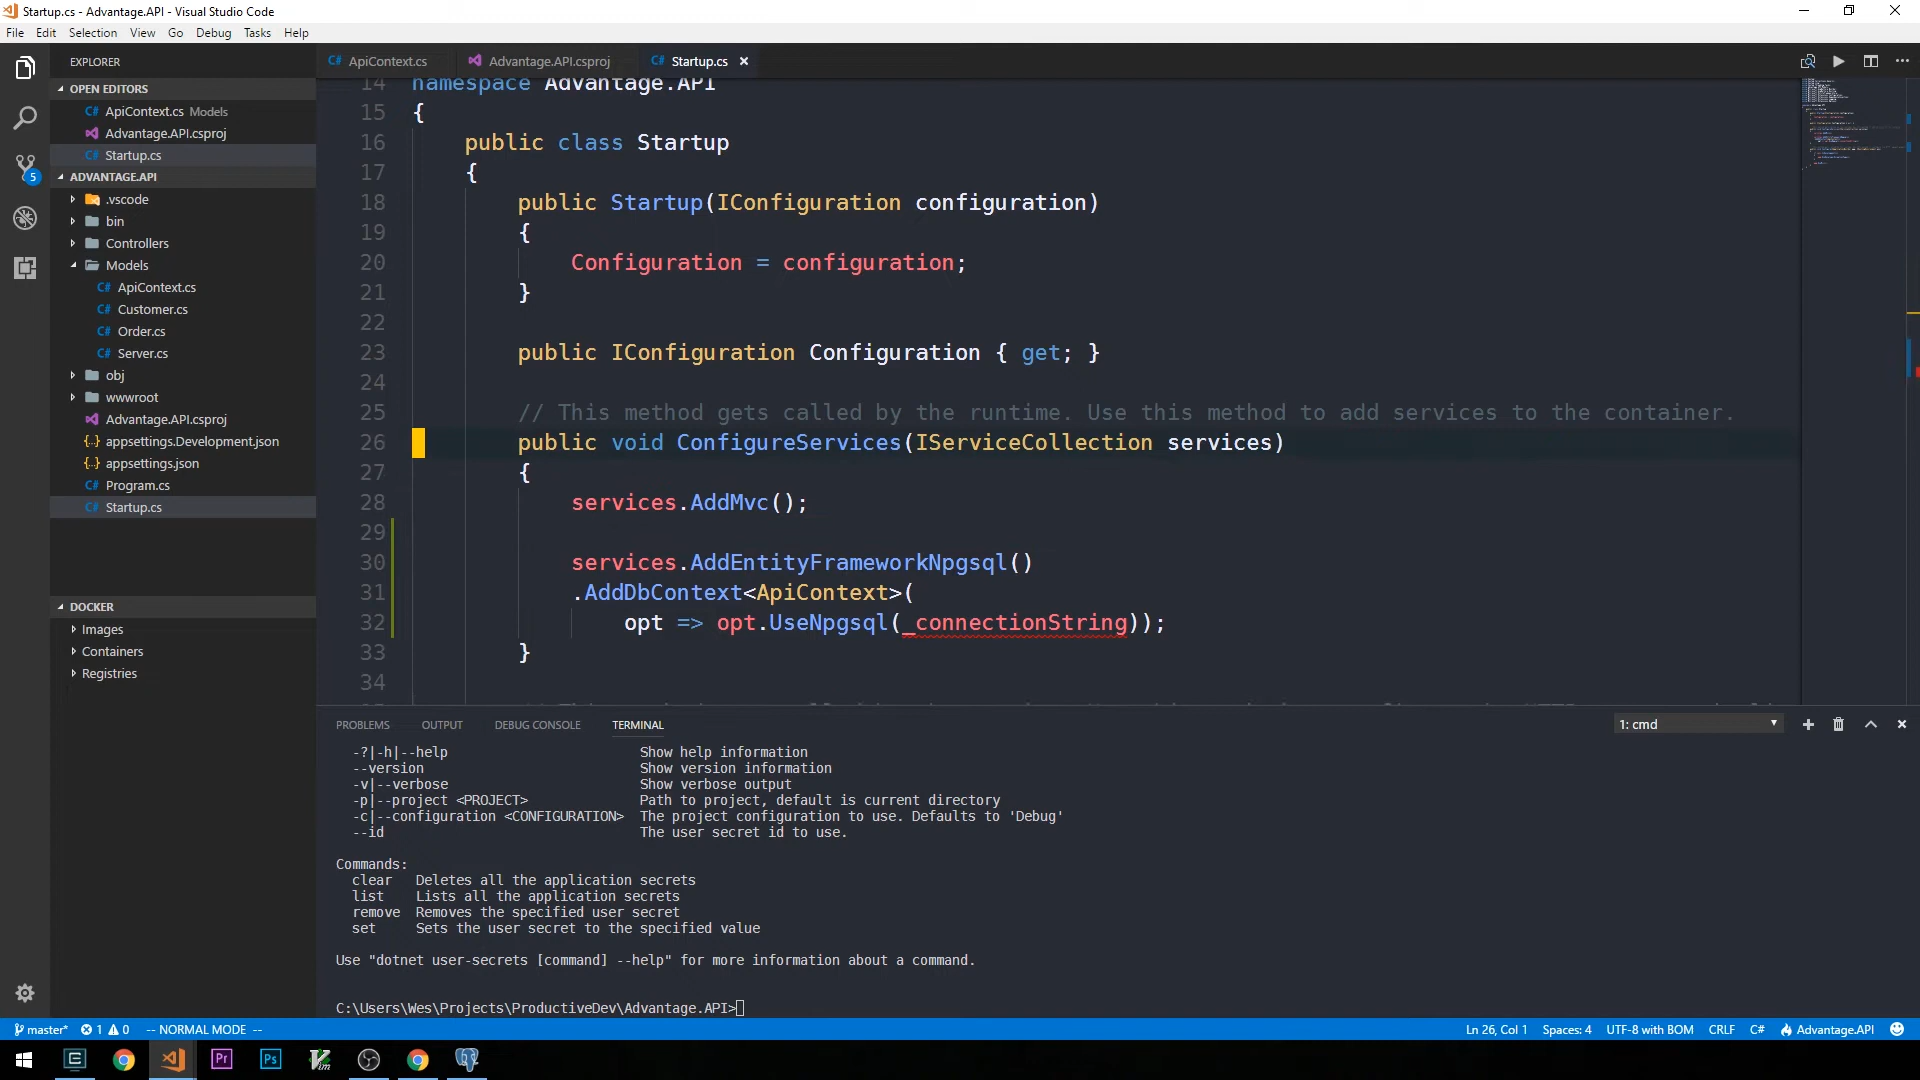 Startup.cs - Advantage.API - Visual Studio Code
File Edit Selection View Go Debug Tasks Help
EXPLORER
OPEN EDITORS
C# ApiContext.cs Models
Advantage.API.csproj
C# Startup.cs
ADVANTAGE.API
.vscode
bin
Controllers
Models
C# ApiContext.cs
C# Customer.cs
C# Order.cs
C# Server.cs
obj
wwwroot
Advantage.API.csproj
{..} appsettings.Development.json
{..} appsettings.json
C# Program.cs
C# Startup.cs
DOCKER
Images
Containers
Registries
5
C# ApiContext.cs Advantage.API.csproj C# Startup.cs
14 namespace Advantage.API
15 {
16 public class Startup
17 {
18 public Startup(IConfiguration configuration)
19 {
20 Configuration = configuration;
21 }
22
23 public IConfiguration Configuration { get; }
24
25 // This method gets called by the runtime. Use this method to add services to the container.
26 public void ConfigureServices(IServiceCollection services)
27 {
28 services.AddMvc();
29
30 services.AddEntityFrameworkNpgsql()
31 .AddDbContext<ApiContext>(
32 opt => opt.UseNpgsql(_connectionString));
33 }
34
PROBLEMS OUTPUT DEBUG CONSOLE TERMINAL 1: cmd
-?|-h|--help Show help information
--version Show version information
-v|--verbose Show verbose output
-p|--project <PROJECT> Path to project, default is current directory
-c|--configuration <CONFIGURATION> The project configuration to use. Defaults to 'Debug'
--id The user secret id to use.
Commands:
clear Deletes all the application secrets
list Lists all the application secrets
remove Removes the specified user secret
set Sets the user secret to the specified value
Use "dotnet user-secrets [command] --help" for more information about a command.
C:\Users\Wes\Projects\ProductiveDev\Advantage.API>
master* 1 0 -- NORMAL MODE -- Ln 26, Col 1 Spaces: 4 UTF-8 with BOM CRLF C# Advantage.API
Pr Ps Vim